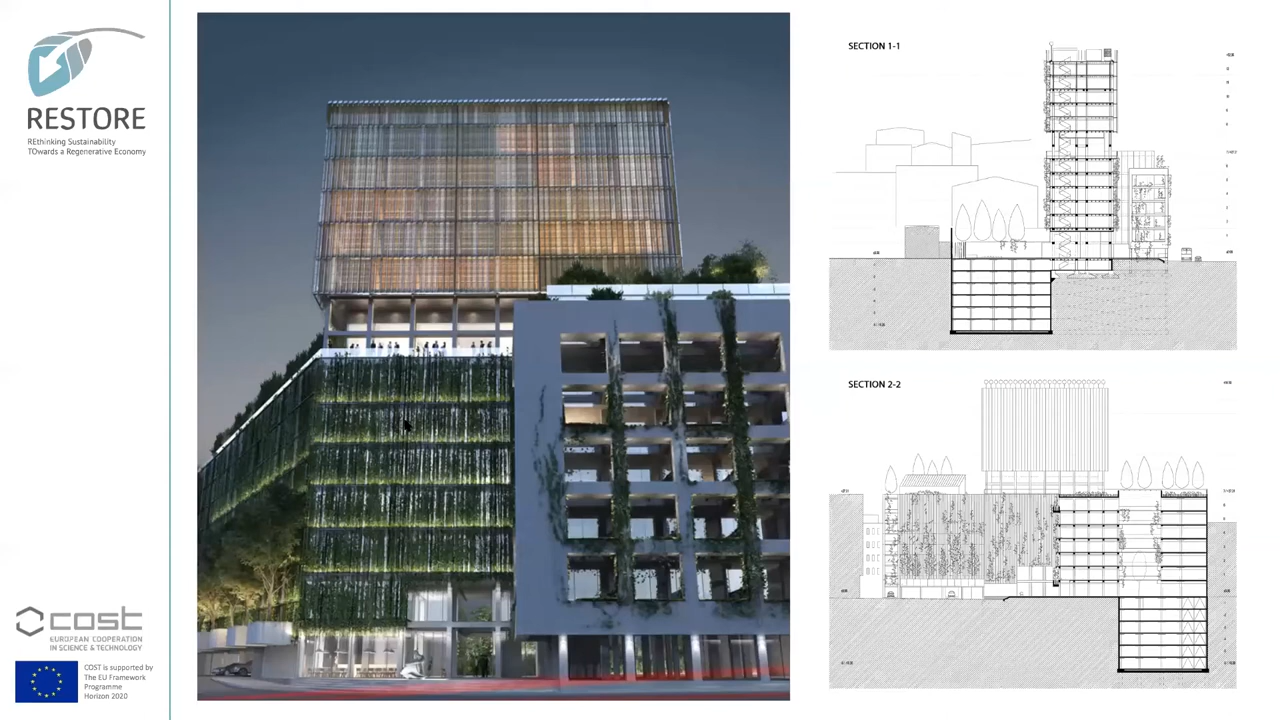 RESTORE
REthinking Sustainability
TOwards a Regenerative Economy
SECTION 1-1
SECTION 2-2
cost
EUROPEAN COOPERATION
IN SCIENCE & TECHNOLOGY
COST is supported by
The EU Framework
Programme
Horizon 2020